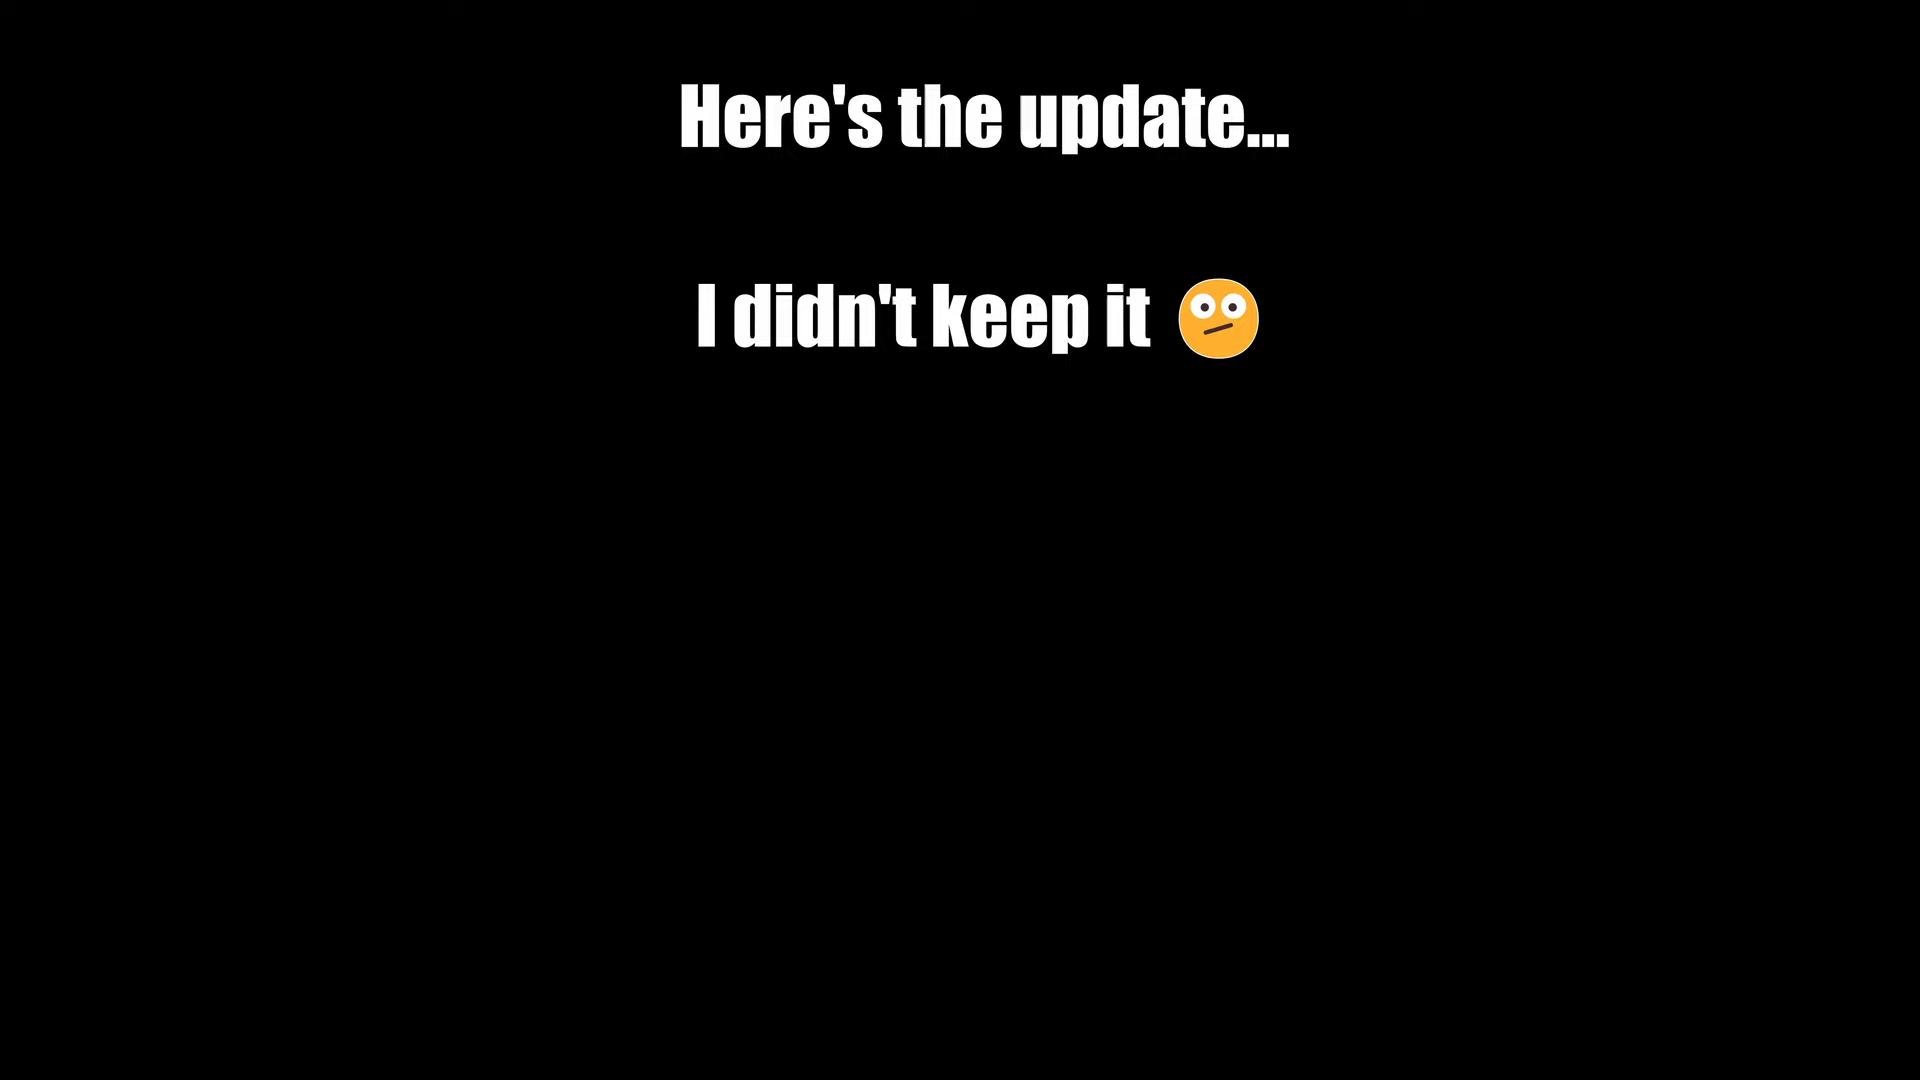 Here's the update...
I didn't keep it 🫤